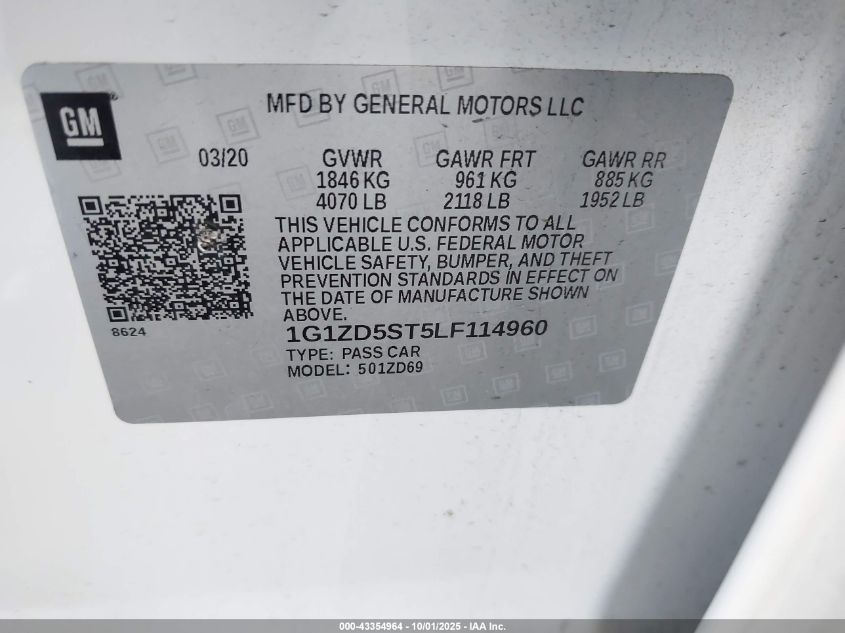 GM®
MFD BY GENERAL MOTORS LLC
03/20 GVWR GAWR FRT GAWR RR
1846 KG 961 KG 885 KG
4070 LB 2118 LB 1952 LB
THIS VEHICLE CONFORMS TO ALL
APPLICABLE U.S. FEDERAL MOTOR
VEHICLE SAFETY, BUMPER, AND THEFT
PREVENTION STANDARDS IN EFFECT ON
THE DATE OF MANUFACTURE SHOWN
ABOVE.
8624
1G1ZD5ST5LF114960
TYPE: PASS CAR
MODEL: 501ZD69
000-43354964 - 10/01/2025 - IAA Inc.